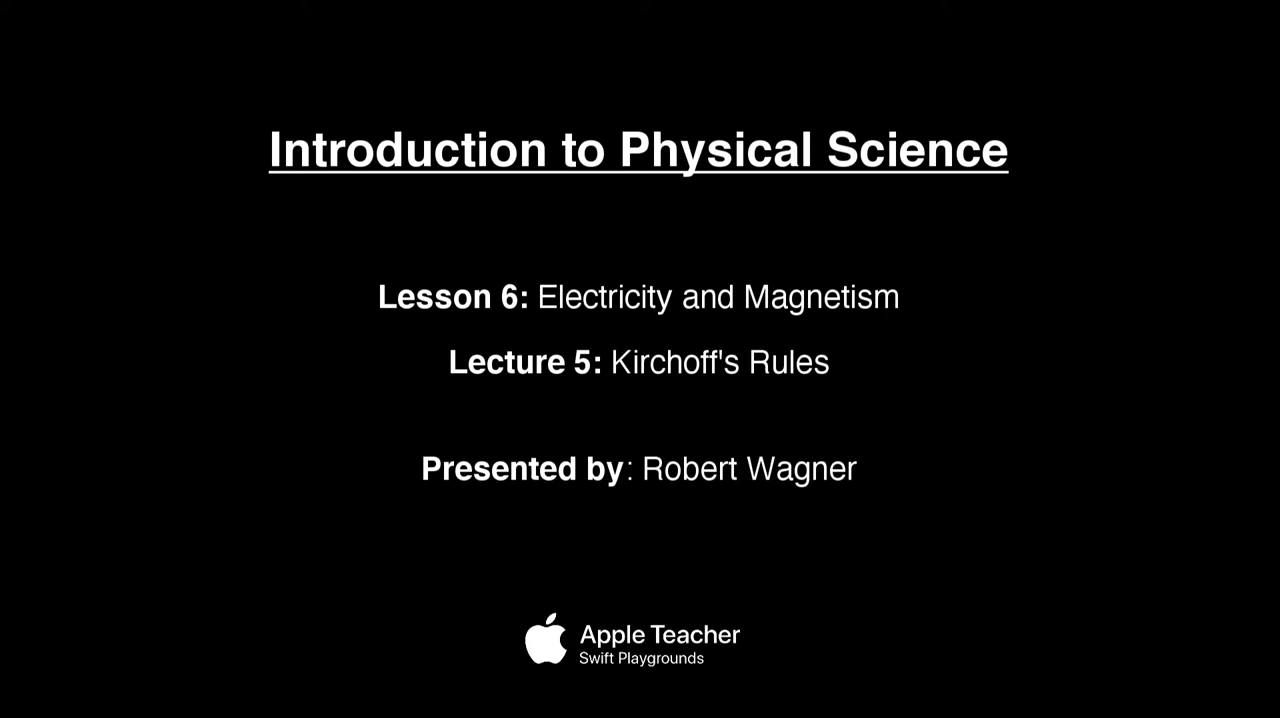 Introduction to Physical Science
Lesson 6: Electricity and Magnetism
Lecture 5: Kirchoff's Rules
Presented by: Robert Wagner
Apple Teacher
Swift Playgrounds